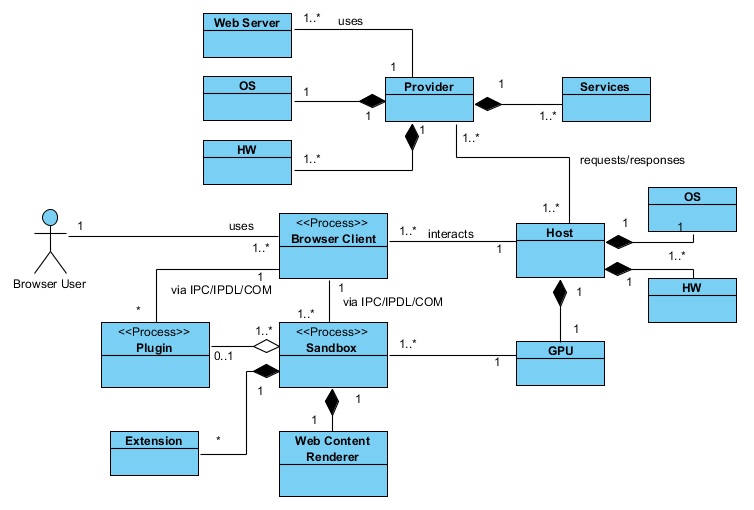 Web Server
1..*
uses
1
OS
1
1
Provider
1
1..*
Services
HW
1..*
1
1..*
requests/responses
1..*
OS
1
1
Host
1
HW
1
1
Browser User
1
uses
1..*
<<Process>>
Browser Client
1..*
interacts
1
1
via IPC/IPDL/COM
*
1
via IPC/IPDL/COM
1..*
<<Process>>
Plugin
0..1
1..*
<<Process>>
Sandbox
1..*
1
GPU
1
Extension
*
1
1
1
Web Content
Renderer